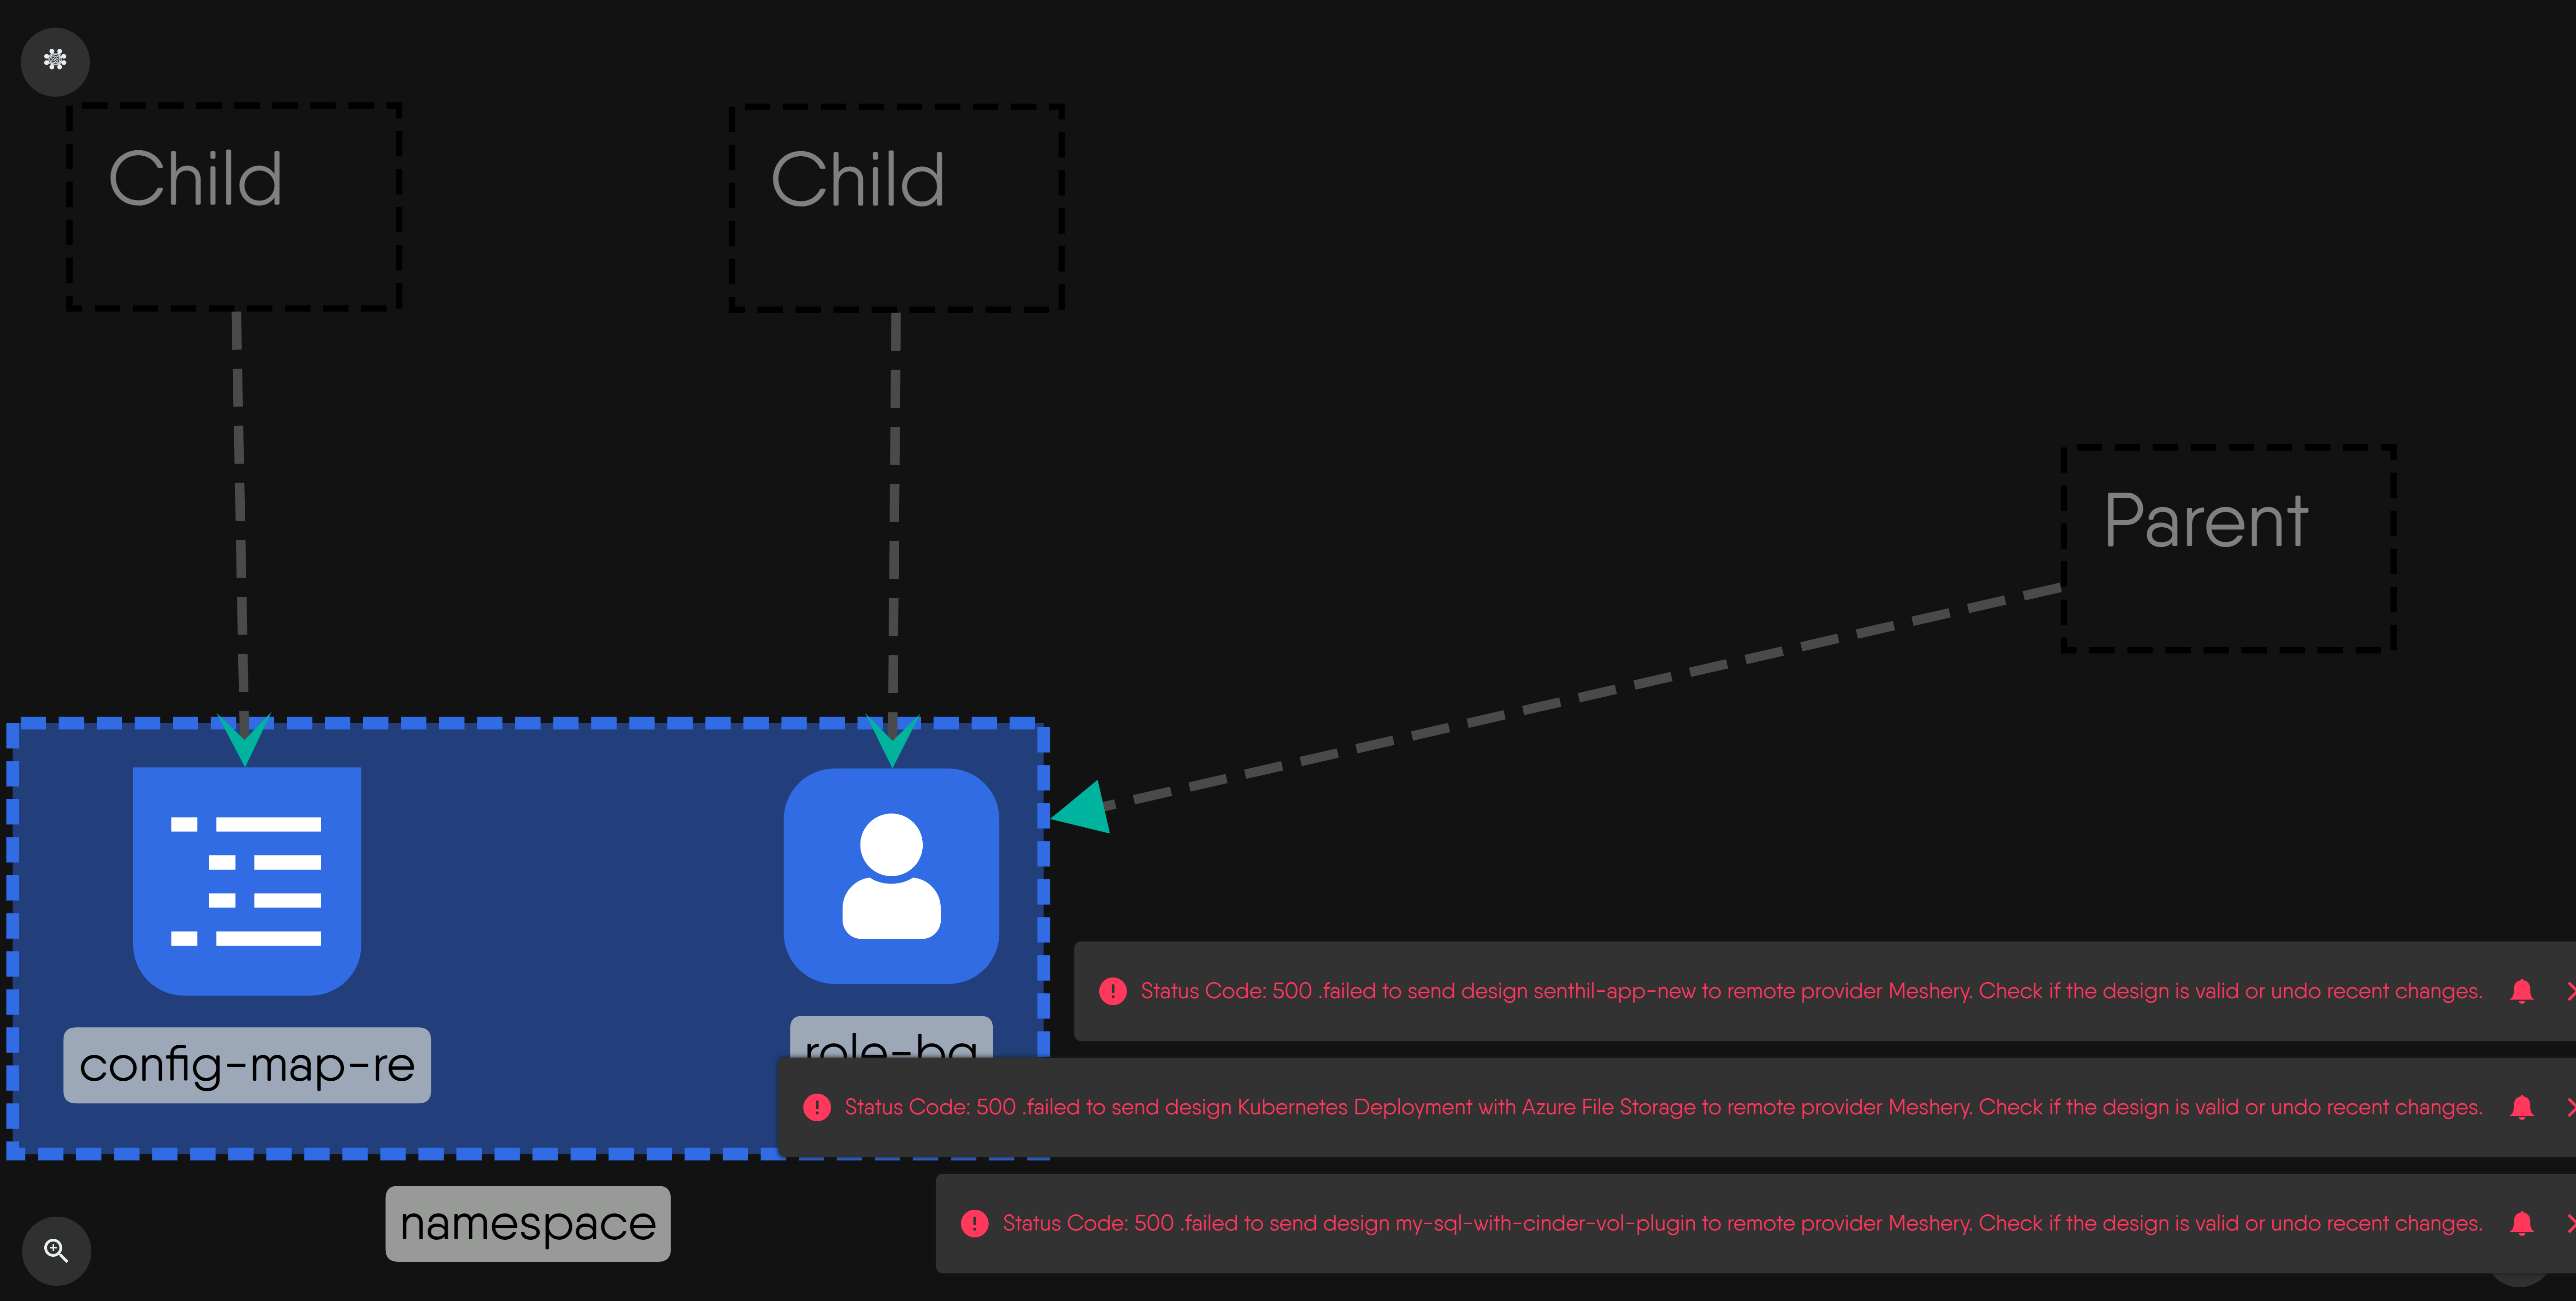 Child
Child
Parent
config-map-re
Status Code: 500 .failed to send design senthil-app-new to remote provider Meshery. Check if the design is valid or undo recent changes.
Status Code: 500 .failed to send design Kubernetes Deployment with Azure File Storage to remote provider Meshery. Check if the design is valid or undo recent changes.
namespace
Status Code: 500 .failed to send design my-sql-with-cinder-vol-plugin to remote provider Meshery. Check if the design is valid or undo recent changes.